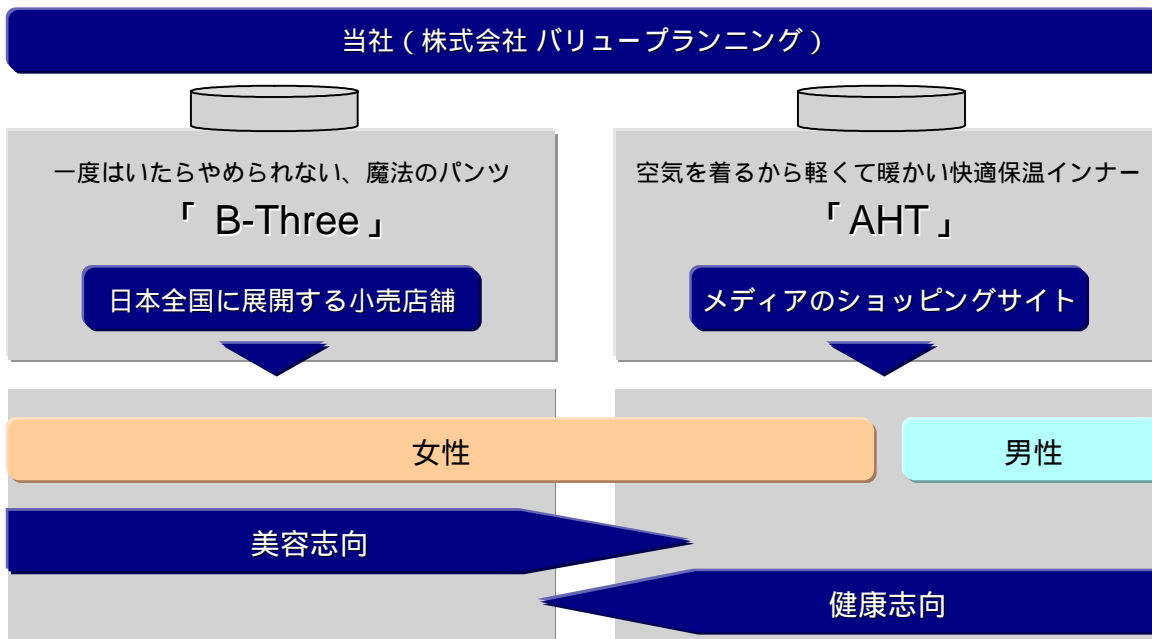 当社(株式会社 バリュープランニング)
一度はいたらやめられない、魔法のパンツ
「 B-Three 」
日本全国に展開する小売店舗
空気を着るから軽くて暖かい快適保温インナー
「 AHT 」
メディアのショッピングサイト
女性
男性
美容志向
健康志向